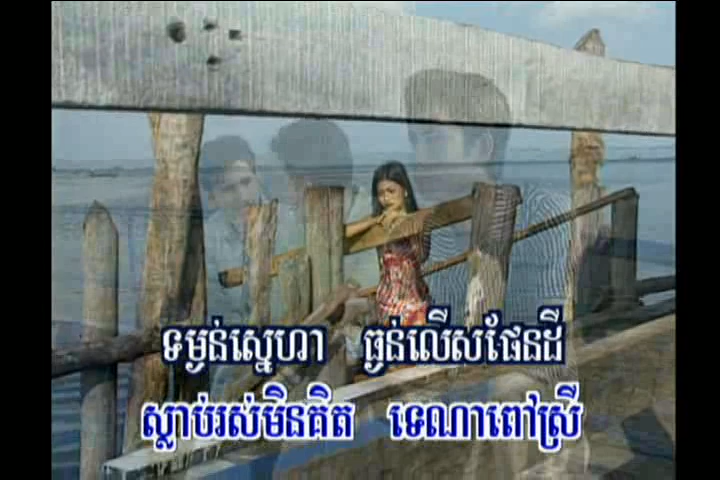 ទម្ងន់ស្នេហា ធ្ងន់លើសផែនដី
ស្លាប់រស់មិនគិត ទេណាពៅស្រី